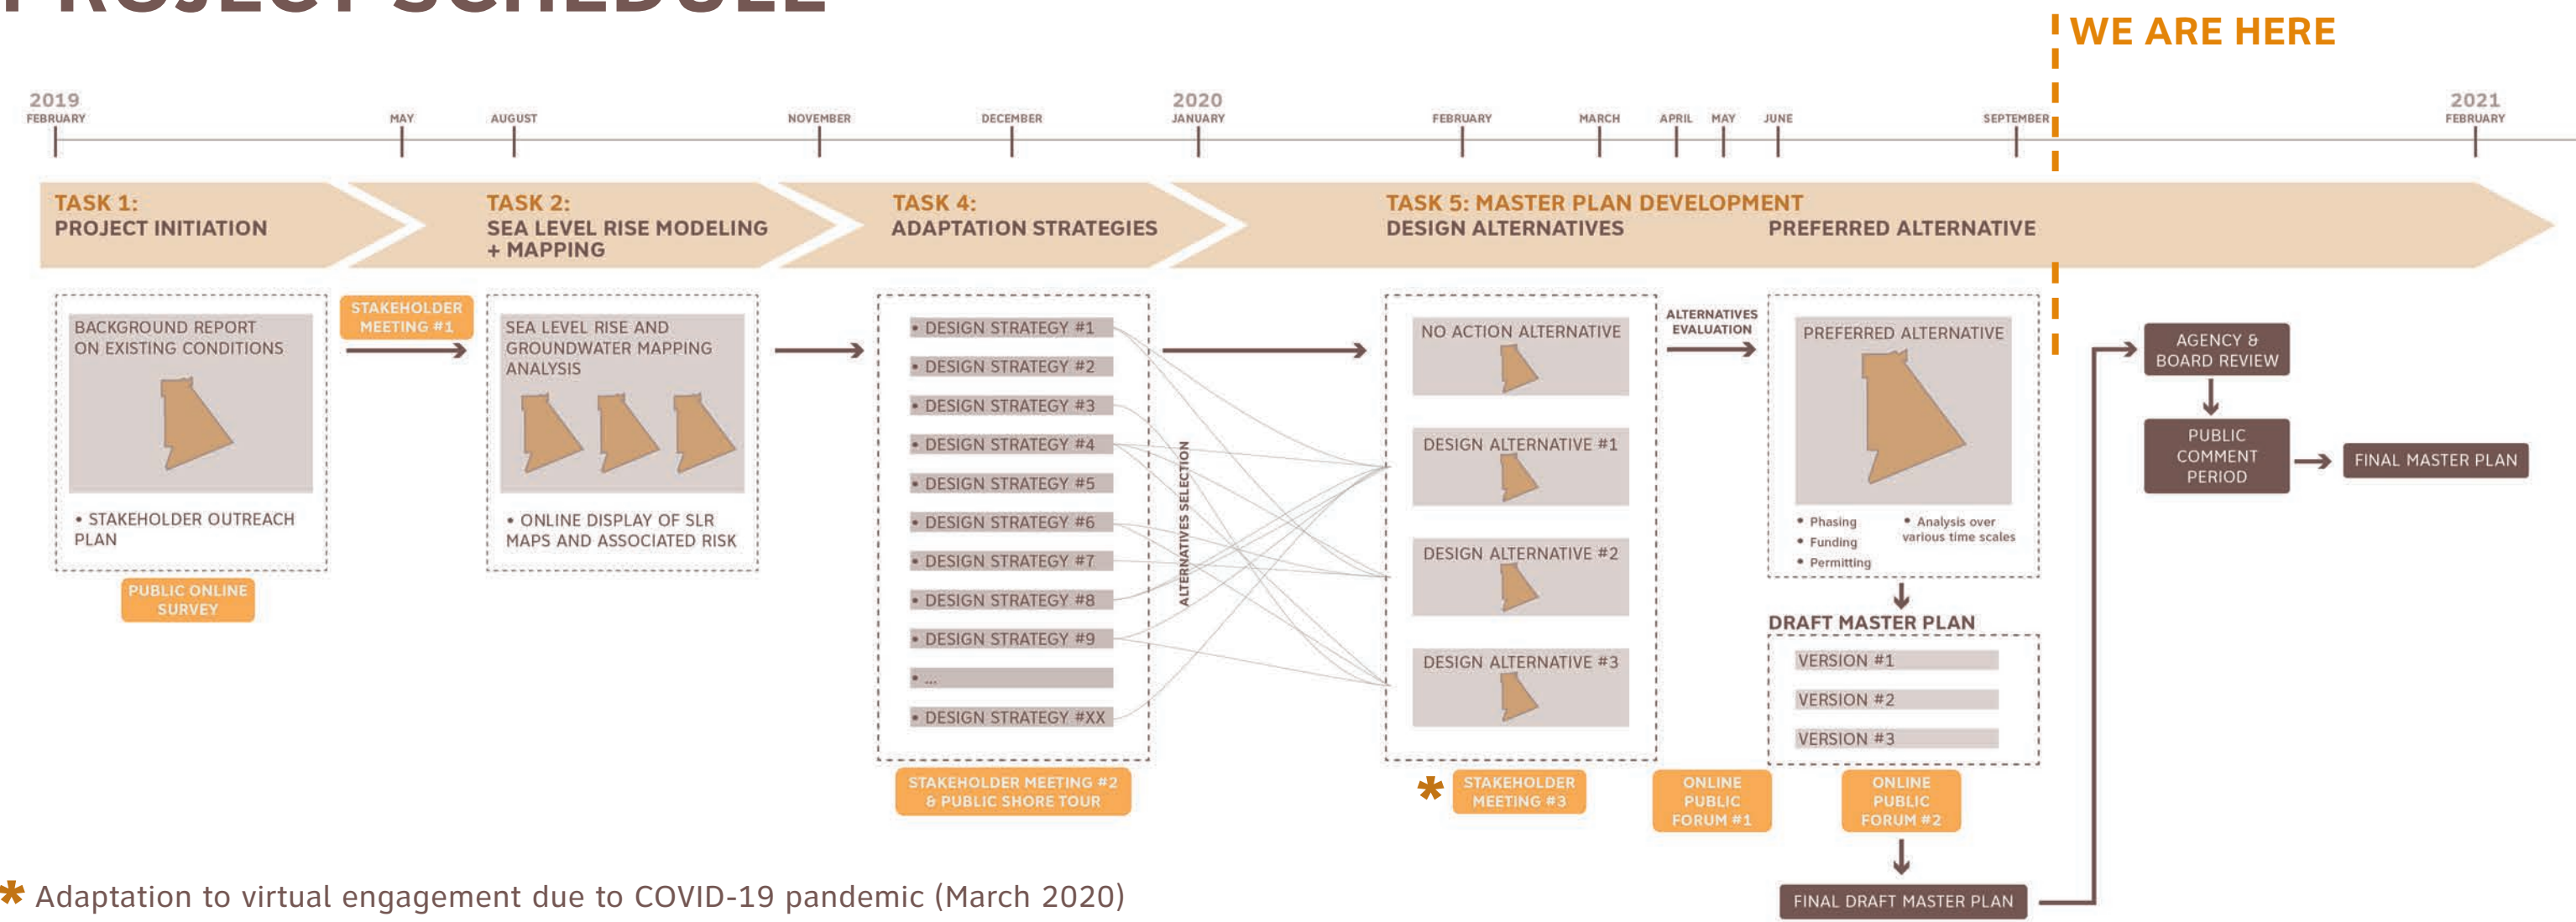 PROJECT SCHEDULE
WE ARE HERE
2019
FEBRUARY
MAY
AUGUST
NOVEMBER
DECEMBER
2020
JANUARY
FEBRUARY
MARCH
APRIL
MAY
JUNE
SEPTEMBER
2021
FEBRUARY
TASK 1:
PROJECT INITIATION
TASK 2:
SEA LEVEL RISE MODELING
+ MAPPING
TASK 4:
ADAPTATION STRATEGIES
TASK 5: MASTER PLAN DEVELOPMENT
DESIGN ALTERNATIVES
PREFERRED ALTERNATIVE
BACKGROUND REPORT
ON EXISTING CONDITIONS
• STAKEHOLDER OUTREACH
PLAN
PUBLIC ONLINE
SURVEY
STAKEHOLDER
MEETING #1
SEA LEVEL RISE AND
GROUNDWATER MAPPING
ANALYSIS
• ONLINE DISPLAY OF SLR
MAPS AND ASSOCIATED RISK
• DESIGN STRATEGY #1
• DESIGN STRATEGY #2
• DESIGN STRATEGY #3
• DESIGN STRATEGY #4
• DESIGN STRATEGY #5
• DESIGN STRATEGY #6
• DESIGN STRATEGY #7
• DESIGN STRATEGY #8
• DESIGN STRATEGY #9
• ...
• DESIGN STRATEGY #XX
STAKEHOLDER MEETING #2
& PUBLIC SHORE TOUR
ALTERNATIVES SELECTION
NO ACTION ALTERNATIVE
DESIGN ALTERNATIVE #1
DESIGN ALTERNATIVE #2
DESIGN ALTERNATIVE #3
* STAKEHOLDER
MEETING #3
ALTERNATIVES
EVALUATION
ONLINE
PUBLIC
FORUM #1
PREFERRED ALTERNATIVE
• Phasing
• Funding
• Permitting
• Analysis over
various time scales
DRAFT MASTER PLAN
VERSION #1
VERSION #2
VERSION #3
ONLINE
PUBLIC
FORUM #2
FINAL DRAFT MASTER PLAN
AGENCY &
BOARD REVIEW
PUBLIC
COMMENT
PERIOD
FINAL MASTER PLAN
* Adaptation to virtual engagement due to COVID-19 pandemic (March 2020)